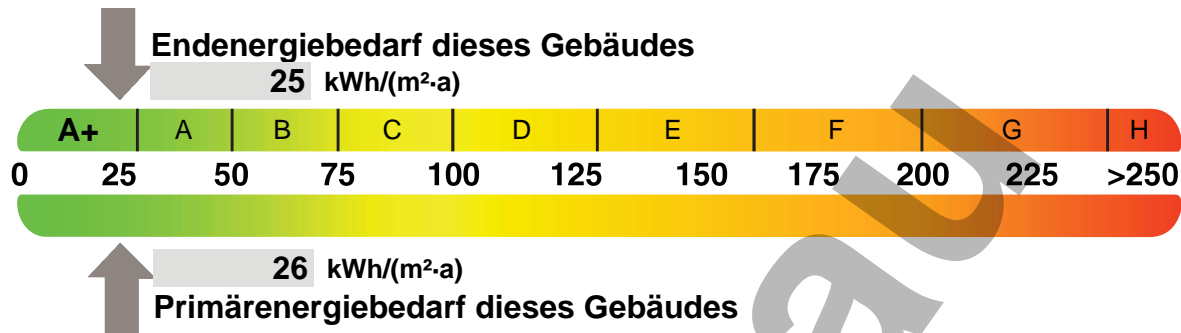 Endenergiebedarf dieses Gebäudes
25 kWh/(m²·a)
A+ A B C D E F G H
0 25 50 75 100 125 150 175 200 225 >250
26 kWh/(m²·a)
Primärenergiebedarf dieses Gebäudes
au